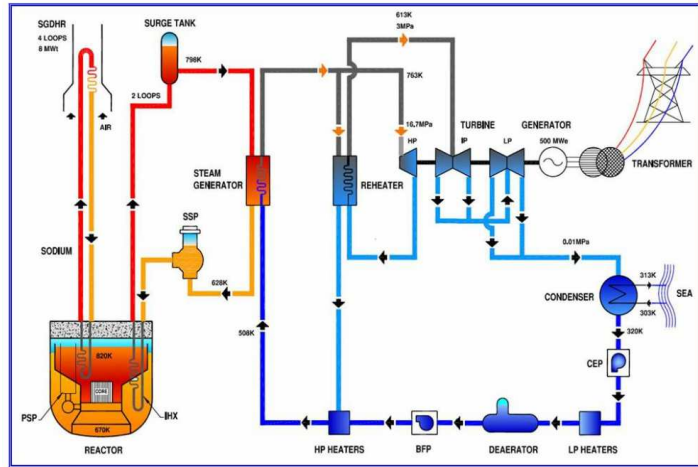 SGDHR
4 LOOPS
8 MWt
SURGE TANK
613K
3MPa
798K
763K
2 LOOPS
AIR
16.7MPa
TURBINE
GENERATOR
HP
IP
LP
500 MWe
TRANSFORMER
STEAM
GENERATOR
REHEATER
SSP
SODIUM
0.01MPa
628K
313K
SEA
CONDENSER
303K
320K
508K
820K
CEP
CORE
PSP
IHX
670K
REACTOR
HP HEATERS
BFP
DEAERATOR
LP HEATERS